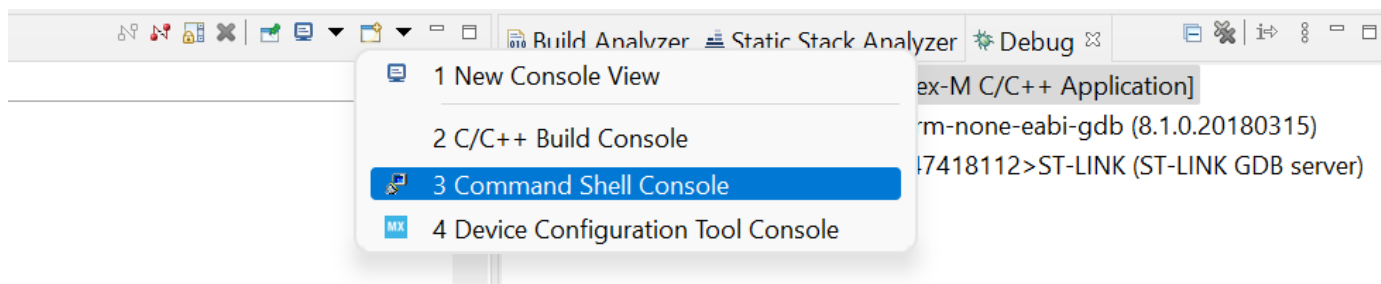 Build Analyzer Static Stack Analyzer Debug
1 New Console View
2 C/C++ Build Console
3 Command Shell Console
MX 4 Device Configuration Tool Console
ex-M C/C++ Application]
rm-none-eabi-gdb (8.1.0.20180315)
47418112>ST-LINK (ST-LINK GDB server)